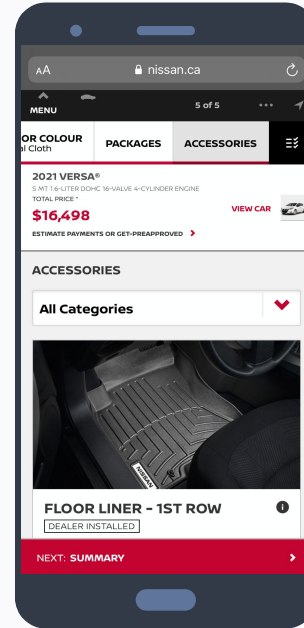 AA
nissan.ca
MENU
5 of 5
OR COLOUR
al Cloth
PACKAGES
ACCESSORIES
2021 VERSA®
S MT 1.6-LITER DOHC 16-VALVE 4-CYLINDER ENGINE
TOTAL PRICE *
$16,498
VIEW CAR
ESTIMATE PAYMENTS OR GET-PREAPPROVED
ACCESSORIES
All Categories
NISSAN
FLOOR LINER - 1ST ROW
DEALER INSTALLED
NEXT: SUMMARY